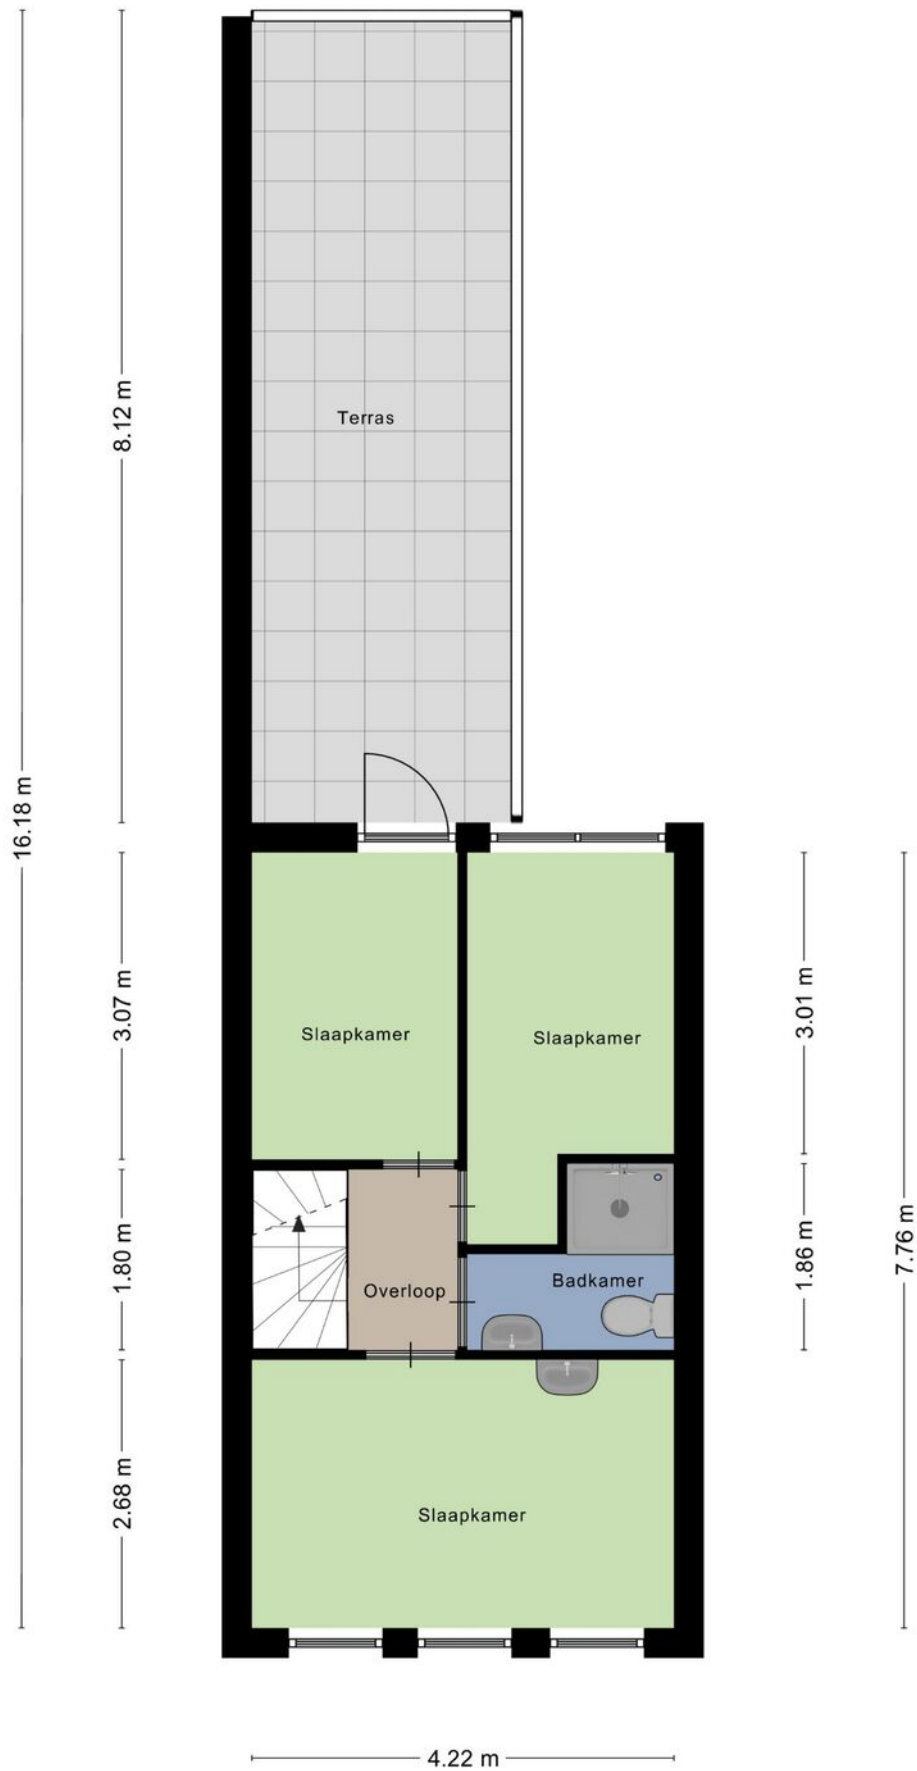 8.12 m
Terras
16.18 m
3.07 m
3.01 m
Slaapkamer
Slaapkamer
1.80 m
1.86 m
7.76 m
Badkamer
Overloop
2.68 m
Slaapkamer
4.22 m